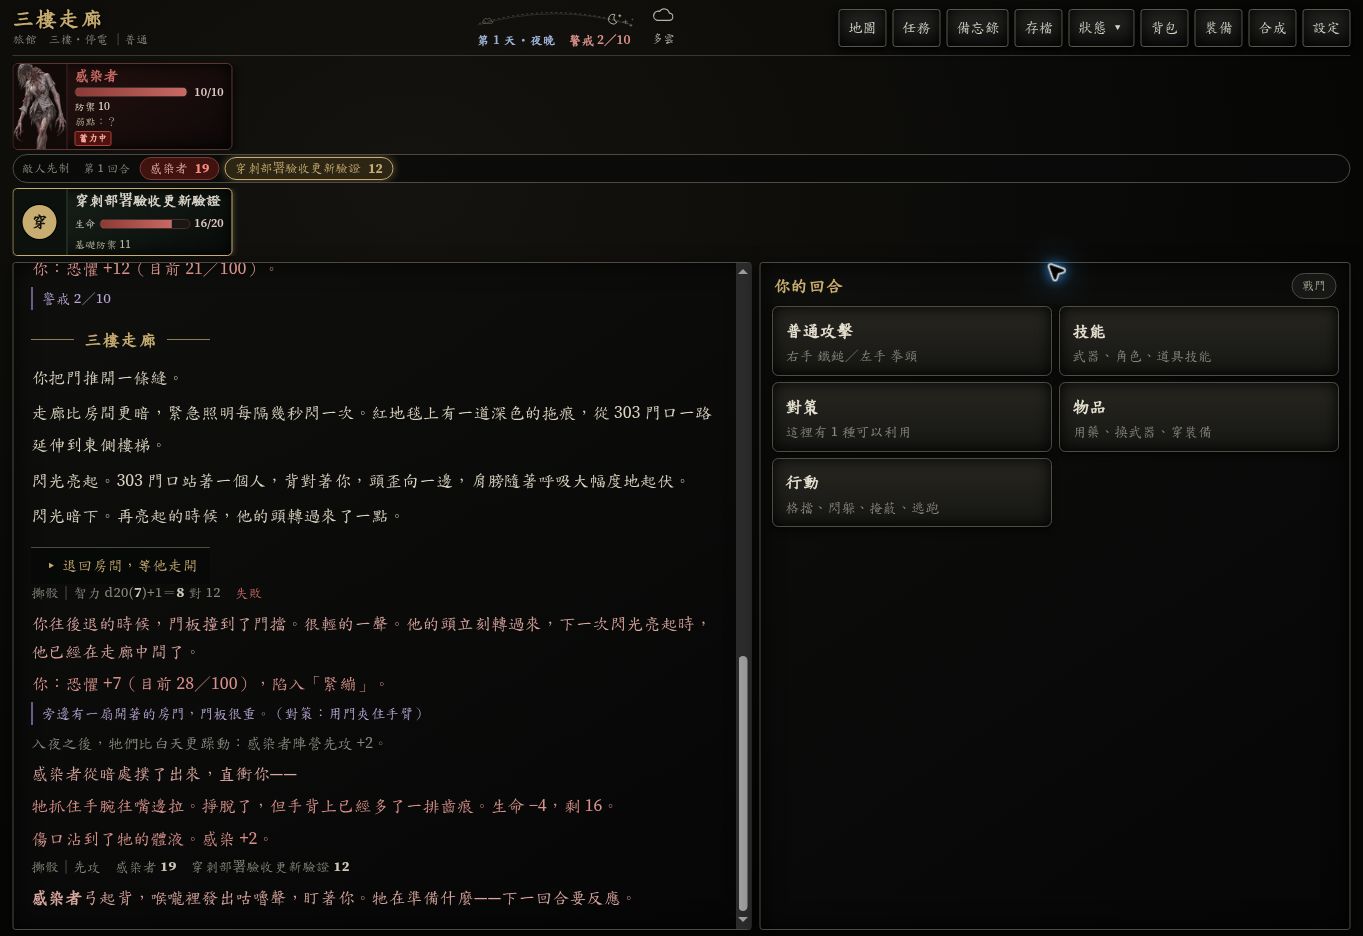 三樓走廊
旅館　三樓・停電 ｜普通
第 1 天・夜晚　警戒 2／10
多雲
地圖
任務
備忘錄
存檔
狀態 ▼
背包
裝備
合成
設定
感染者
10/10
防禦 10
弱點：？
蓄力中
敵人先制　第 1 回合　感染者 19　穿刺部署驗收更新驗證 12
穿
穿刺部署驗收更新驗證
生命 16/20
基礎防禦 11
你：恐懼 +12（目前 21／100）。
警戒 2／10
三樓走廊
你把門推開一條縫。
走廊比房間更暗，緊急照明每隔幾秒閃一次。紅地毯上有一道深色的拖痕，從 303 門口一路
延伸到東側樓梯。
閃光亮起。303 門口站著一個人，背對著你，頭歪向一邊，肩膀隨著呼吸大幅度地起伏。
閃光暗下。再亮起的時候，他的頭轉過來了一點。
▸ 退回房間，等他走開
擲骰｜智力 d20(7)+1＝8 對 12　失敗
你往後退的時候，門板撞到了門擋。很輕的一聲。他的頭立刻轉過來，下一次閃光亮起時，
他已經在走廊中間了。
你：恐懼 +7（目前 28／100），陷入「緊繃」。
旁邊有一扇開著的房門，門板很重。（對策：用門夾住手臂）
入夜之後，牠們比白天更躁動：感染者陣營先攻 +2。
感染者從暗處撲了出來，直衝你——
牠抓住手腕往嘴邊拉。掙脫了，但手背上已經多了一排齒痕。生命 −4，剩 16。
傷口沾到了牠的體液。感染 +2。
擲骰｜先攻　感染者 19　穿刺部署驗收更新驗證 12
感染者弓起背，喉嚨裡發出咕嚕聲，盯著你。牠在準備什麼——下一回合要反應。
你的回合
戰鬥
普通攻擊
右手 鐵鎚／左手 拳頭
技能
武器、角色、道具技能
對策
這裡有 1 種可以利用
物品
用藥、換武器、穿裝備
行動
格擋、閃躲、掩蔽、逃跑